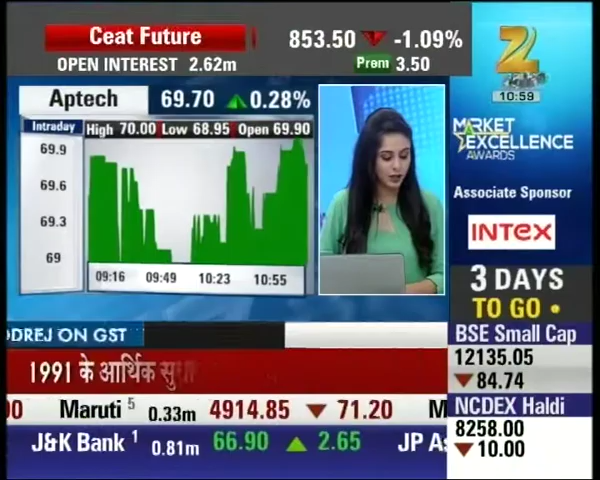 Ceat Future
853.50 -1.09%
OPEN INTEREST 2.62m
Prem 3.50
10:59
Aptech
69.70 0.28%
Intraday
High 70.00 Low 68.95 Open 69.90
69.9
69.6
69.3
69
09:16 09:49 10:23 10:55
MARKET
EXCELLENCE
AWARDS
Associate Sponsor
INTEX
3 DAYS
TO GO
DREJ ON GST
BSE Small Cap
12135.05
84.74
1991 के आर्थिक
Maruti 5 0.33m 4914.85 71.20 M
NCDEX Haldi
8258.00
10.00
J&K Bank 1 0.81m 66.90 2.65 JP As